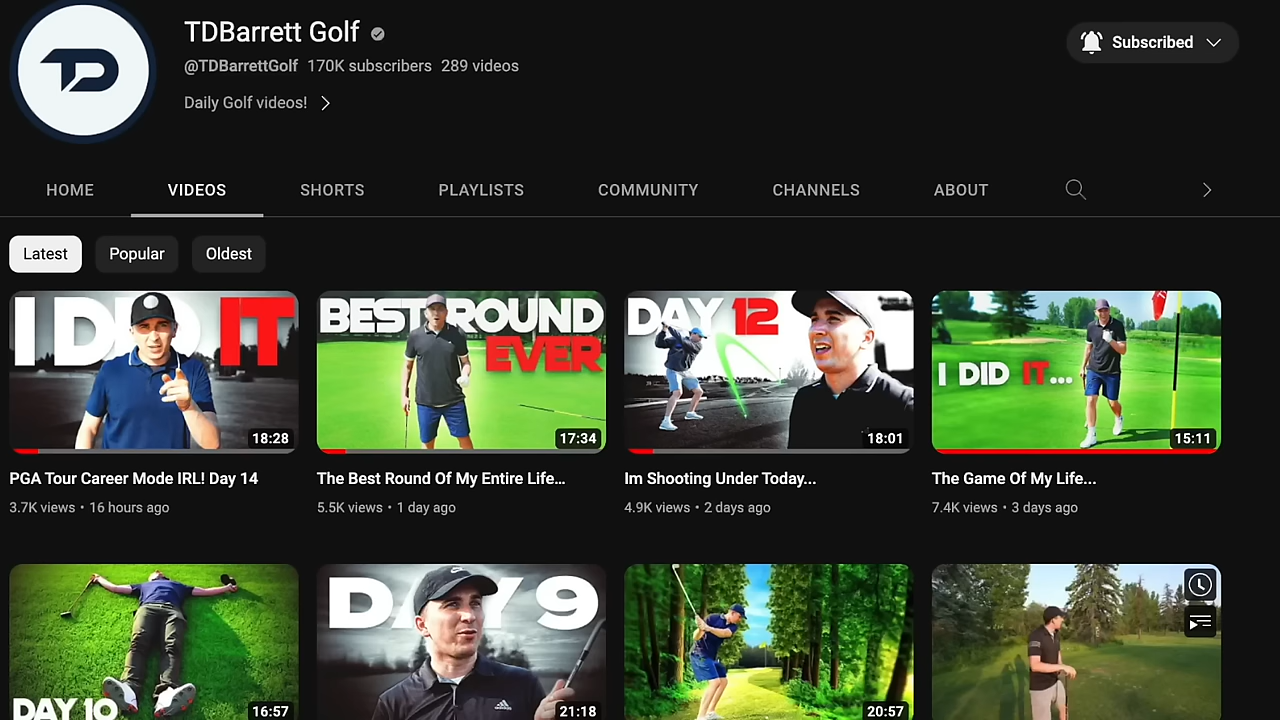 TD
TDBarrett Golf
Subscribed
@TDBarrettGolf 170K subscribers 289 videos
Daily Golf videos!
HOME VIDEOS SHORTS PLAYLISTS COMMUNITY CHANNELS ABOUT
Latest Popular Oldest
I DID IT
18:28
BEST ROUND
EVER
17:34
DAY 12
18:01
I DID IT...
15:11
PGA Tour Career Mode IRL! Day 14
The Best Round Of My Entire Life...
Im Shooting Under Today...
The Game Of My Life...
3.7K views • 16 hours ago
5.5K views • 1 day ago
4.9K views • 2 days ago
7.4K views • 3 days ago
DAY 10
16:57
DAY 9
21:18
20:57